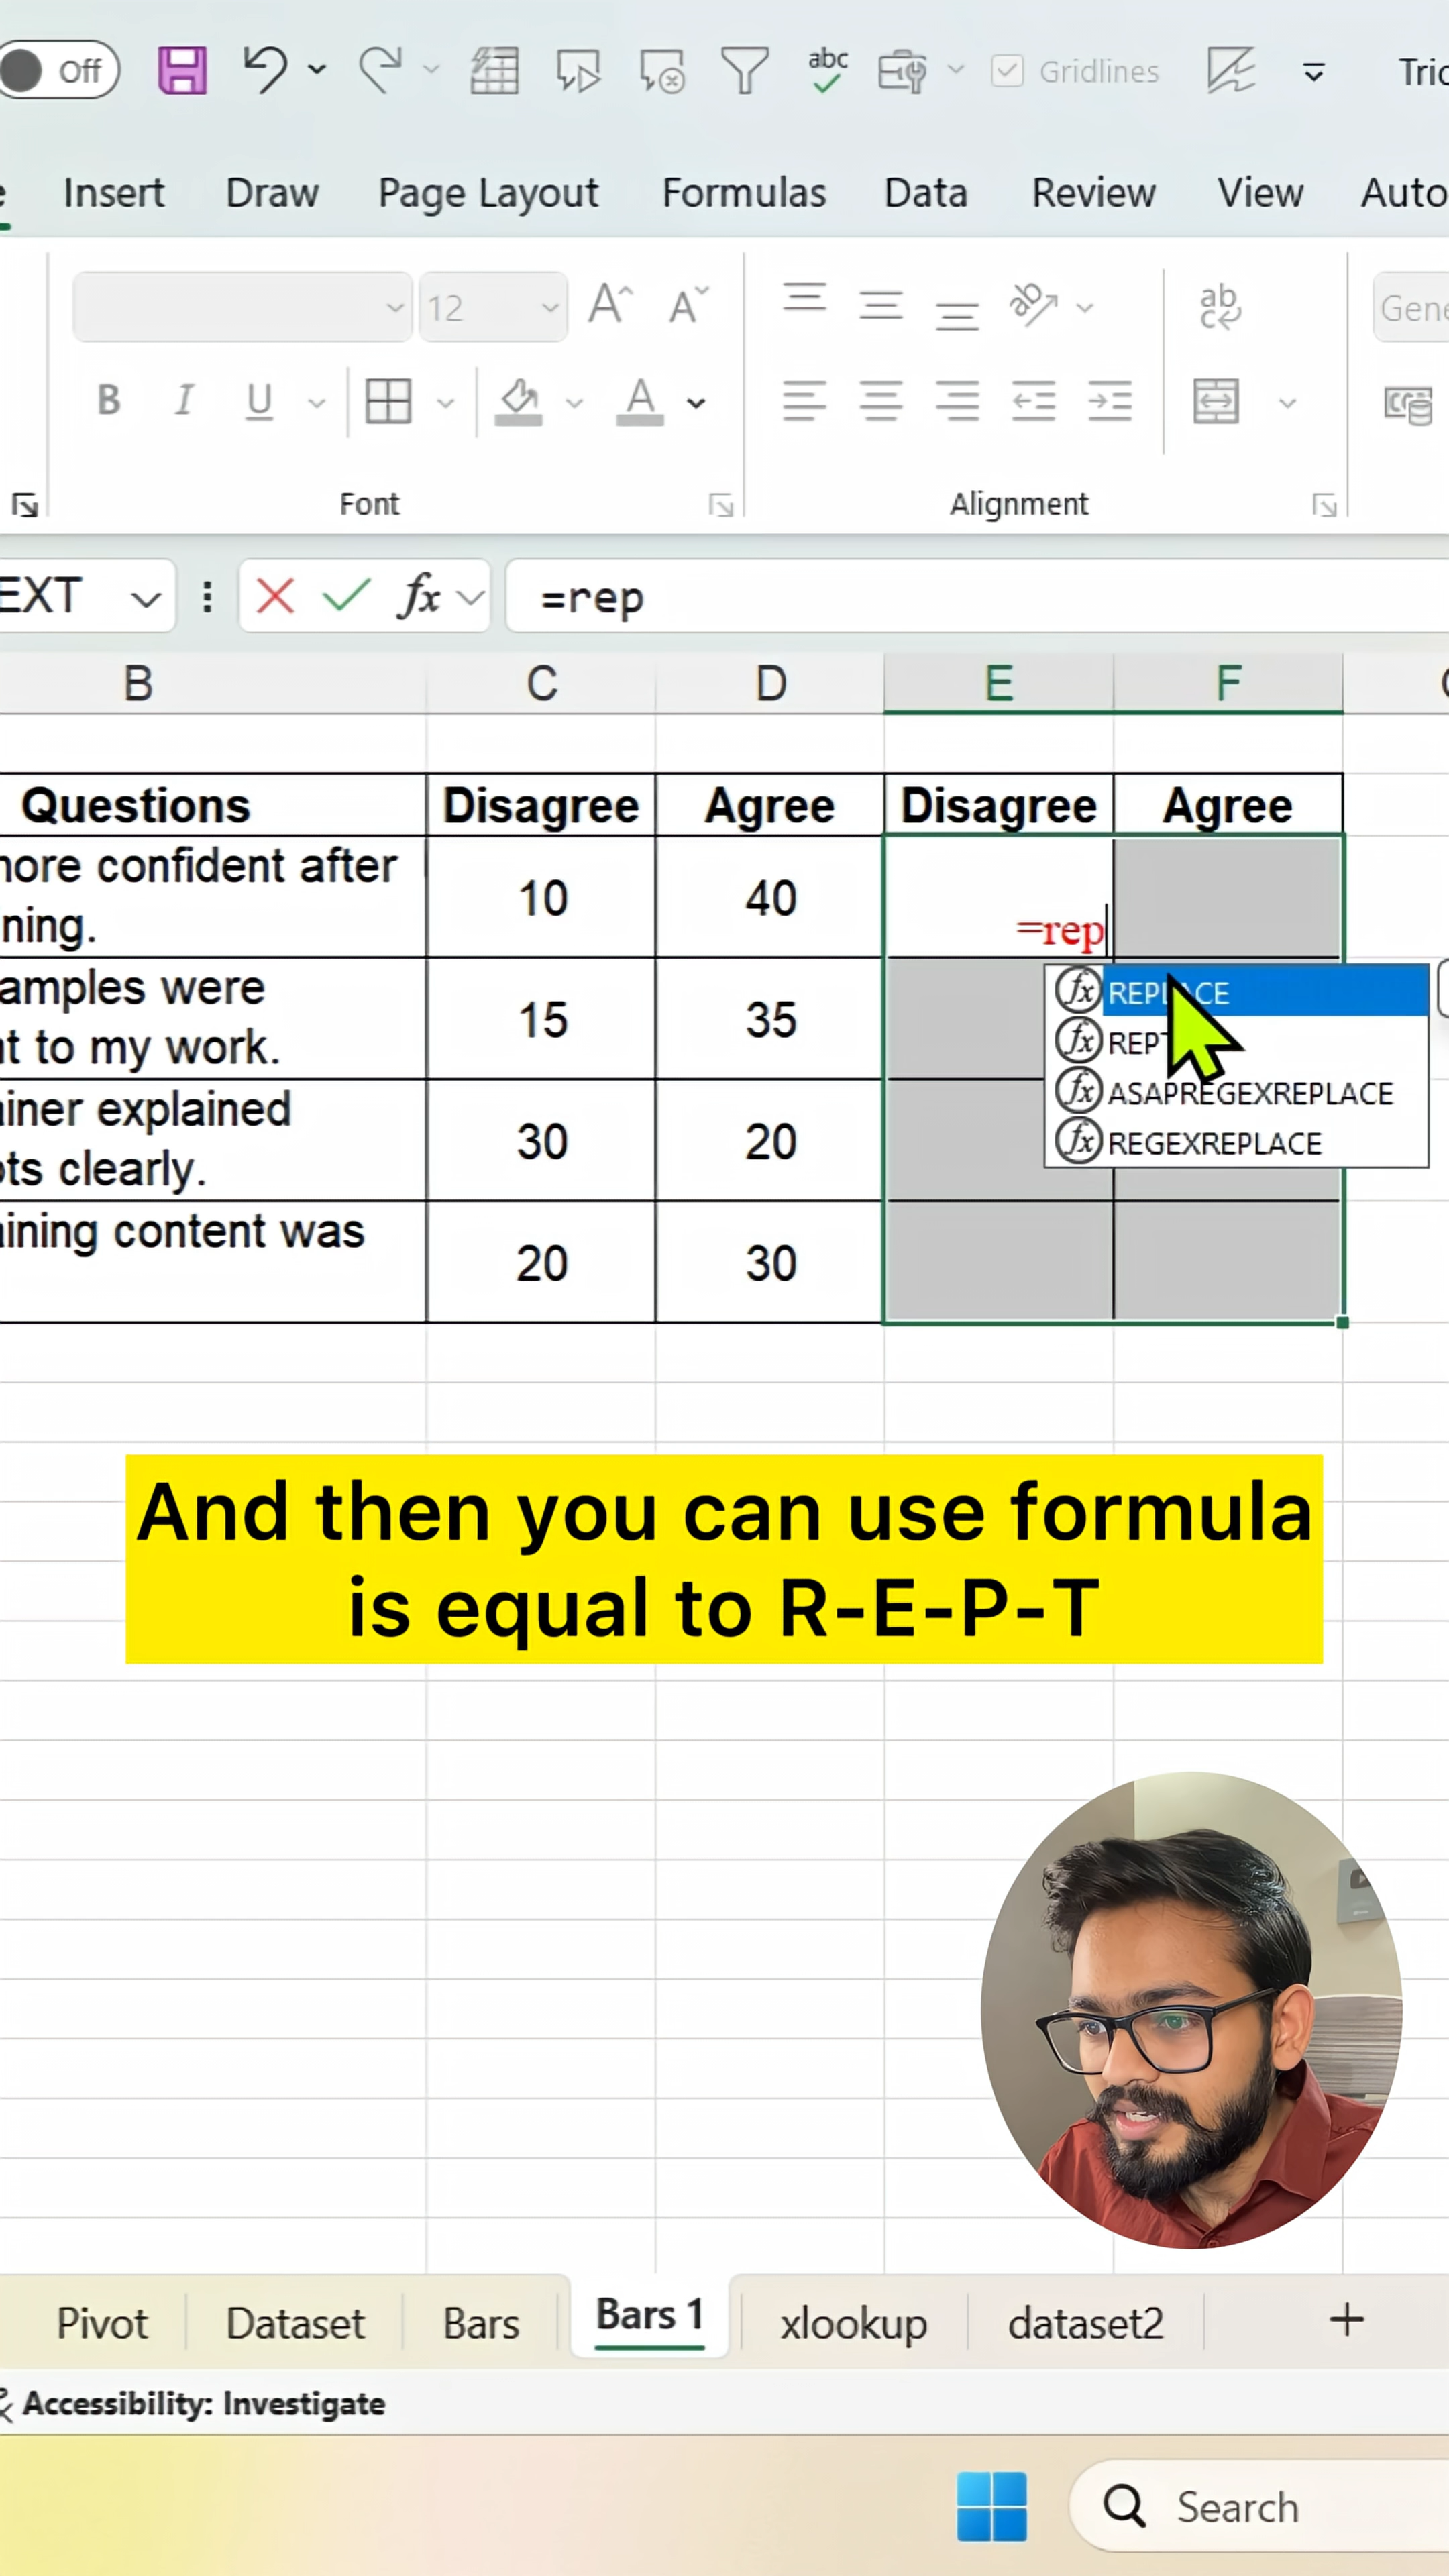 Off
abc
Gridlines
Tric
Insert Draw Page Layout Formulas Data Review View Auto
12
Gene
B I U
Font
Alignment
EXT
fx
=rep
B C D E F
Questions Disagree Agree Disagree Agree
nore confident after
ning.
10 40
=rep
REPLACE
REPT
ASAPREGEXREPLACE
REGEXREPLACE
amples were
t to my work.
15 35
iner explained
ts clearly.
30 20
ining content was
20 30
And then you can use formula
is equal to R-E-P-T
Pivot Dataset Bars Bars 1 xlookup dataset2
Accessibility: Investigate
Search